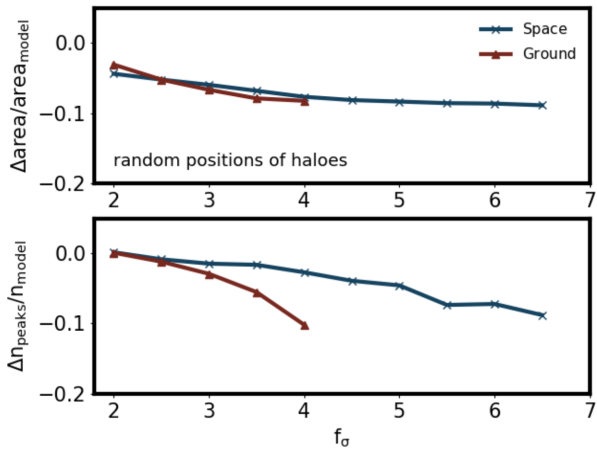 Δarea/area_model
0.0
−0.1
−0.2
Space
Ground
random positions of haloes
2 3 4 5 6 7
Δn_peaks/n_model
0.0
−0.1
−0.2
2 3 4 5 6 7
f_σ